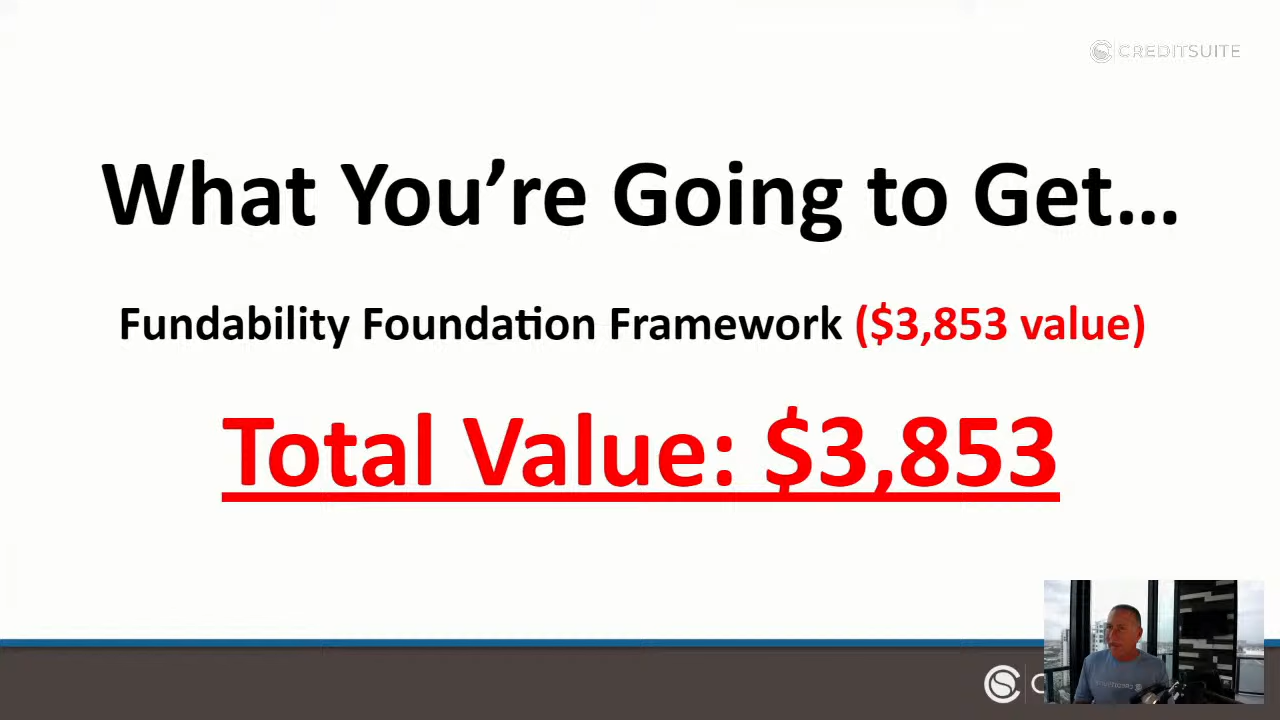 CREDITSUITE
What You’re Going to Get…
Fundability Foundation Framework ($3,853 value)
Total Value: $3,853